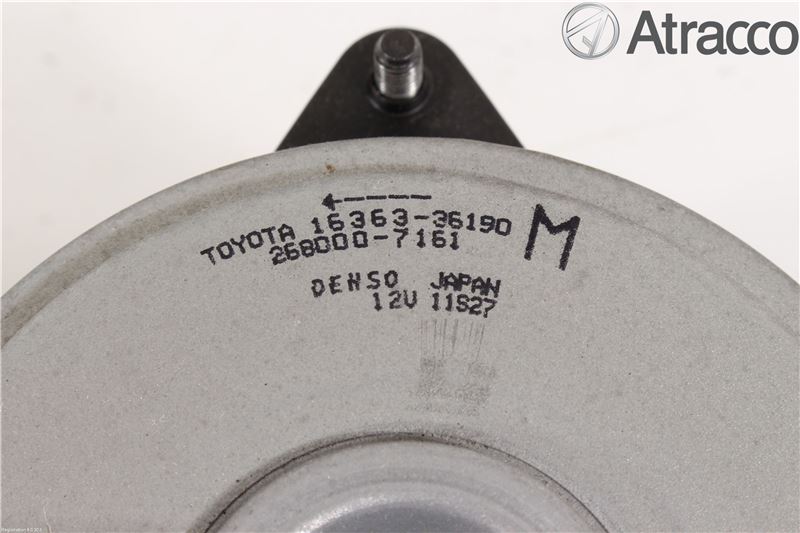 Atracco
TOYOTA 16363-36190
268000-7161
M
DENSO JAPAN
12V 11S27